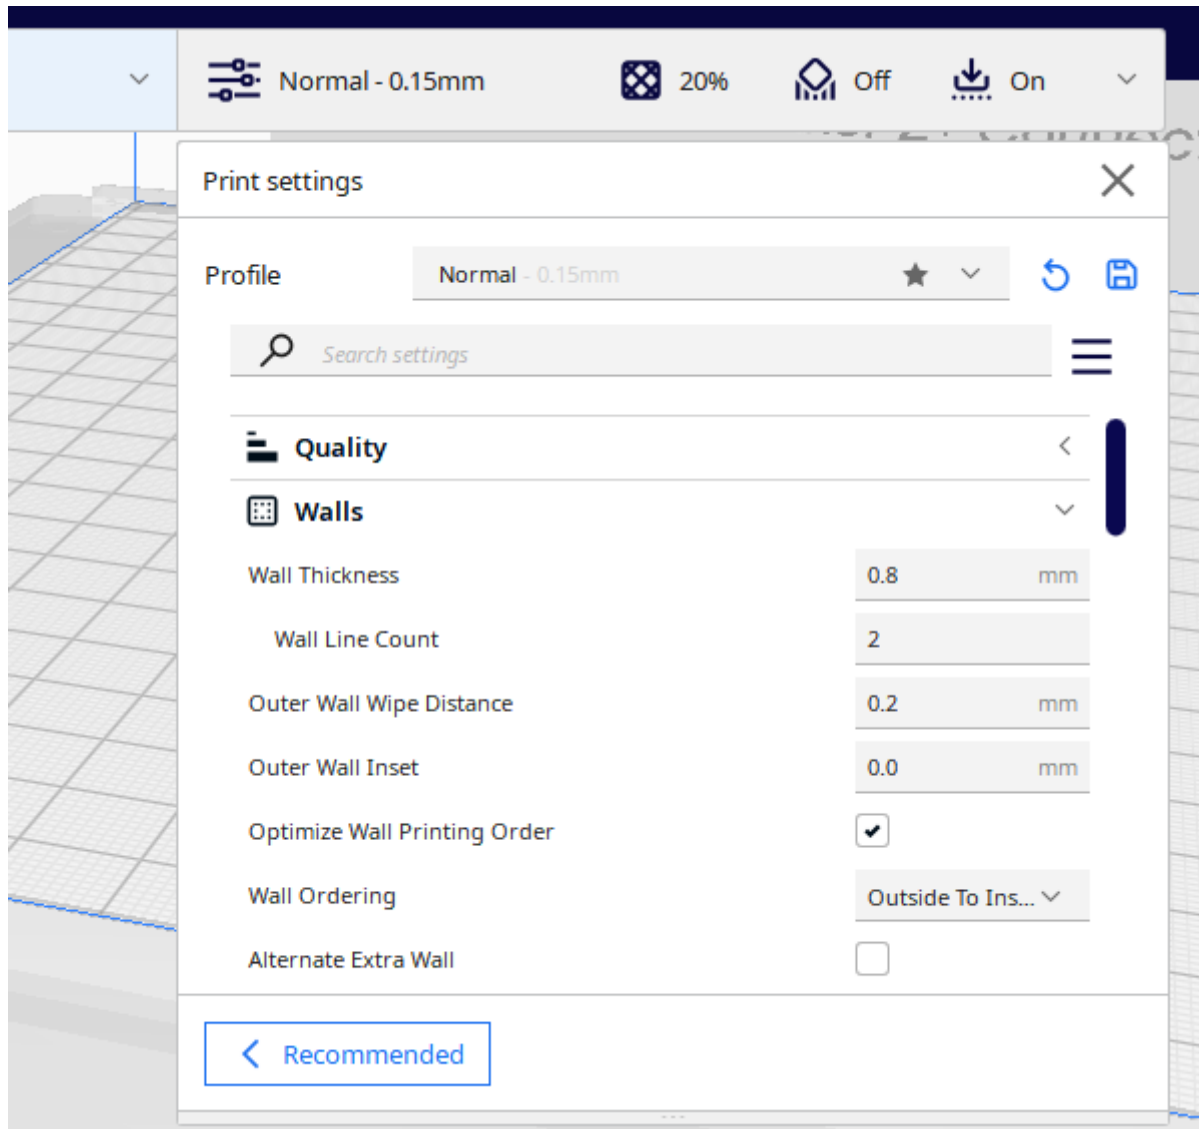 Normal - 0.15mm 20% Off On
Print settings
Profile Normal - 0.15mm
Search settings
Quality
Walls
Wall Thickness 0.8 mm
Wall Line Count 2
Outer Wall Wipe Distance 0.2 mm
Outer Wall Inset 0.0 mm
Optimize Wall Printing Order
Wall Ordering Outside To Ins...
Alternate Extra Wall
Recommended